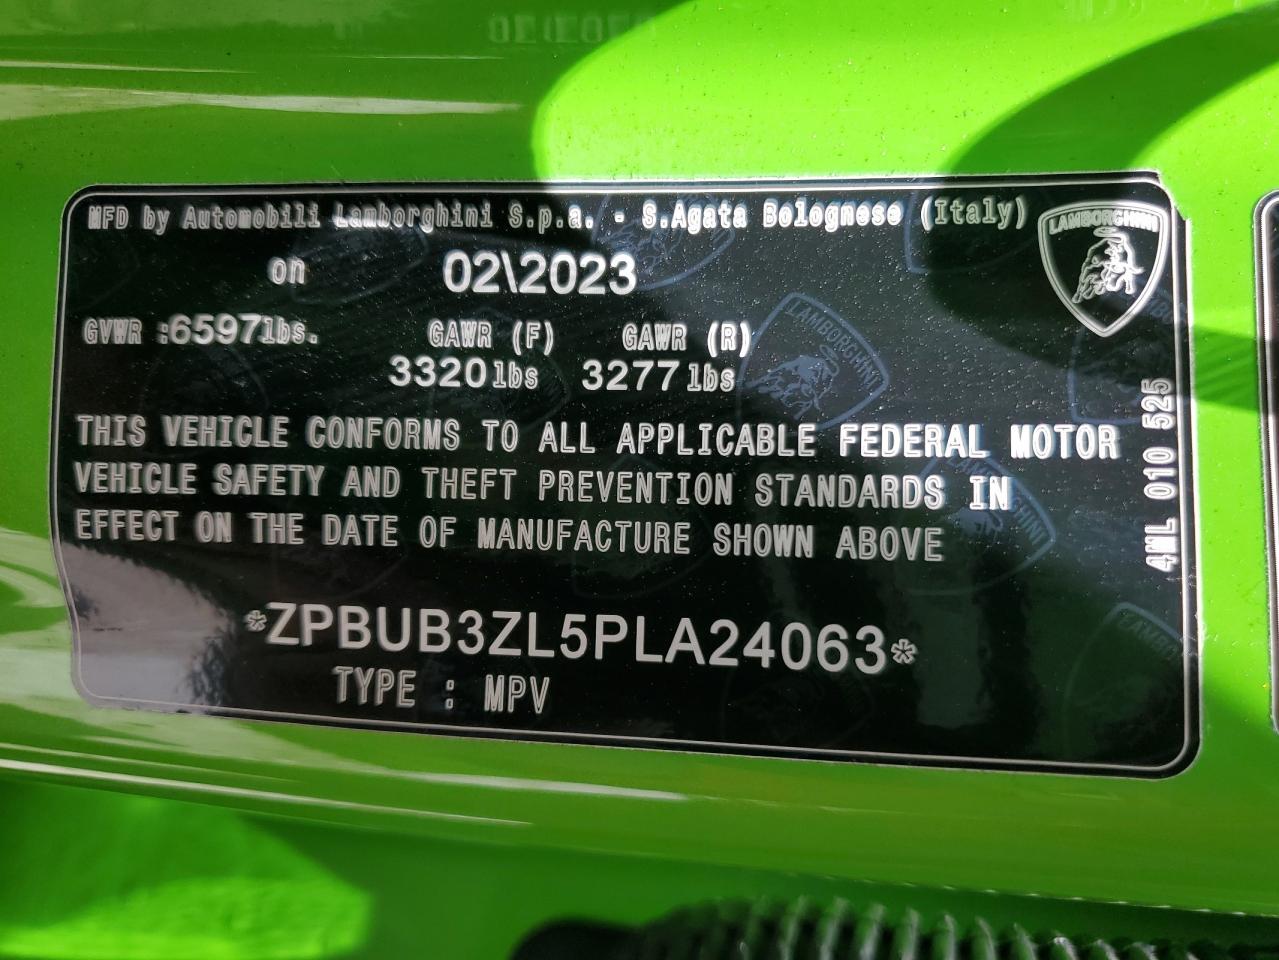 MFD by Automobili Lamborghini S.p.a. - S.Agata Bolognese (Italy)
on 02\2023
GVWR :6597lbs. GAWR (F) GAWR (R)
3320lbs 3277lbs
THIS VEHICLE CONFORMS TO ALL APPLICABLE FEDERAL MOTOR
VEHICLE SAFETY AND THEFT PREVENTION STANDARDS IN
EFFECT ON THE DATE OF MANUFACTURE SHOWN ABOVE
*ZPBUB3ZL5PLA24063*
TYPE : MPV
LAMBORGHINI
4ML 010 525
LAMBORGHINI
LAMBORGHINI